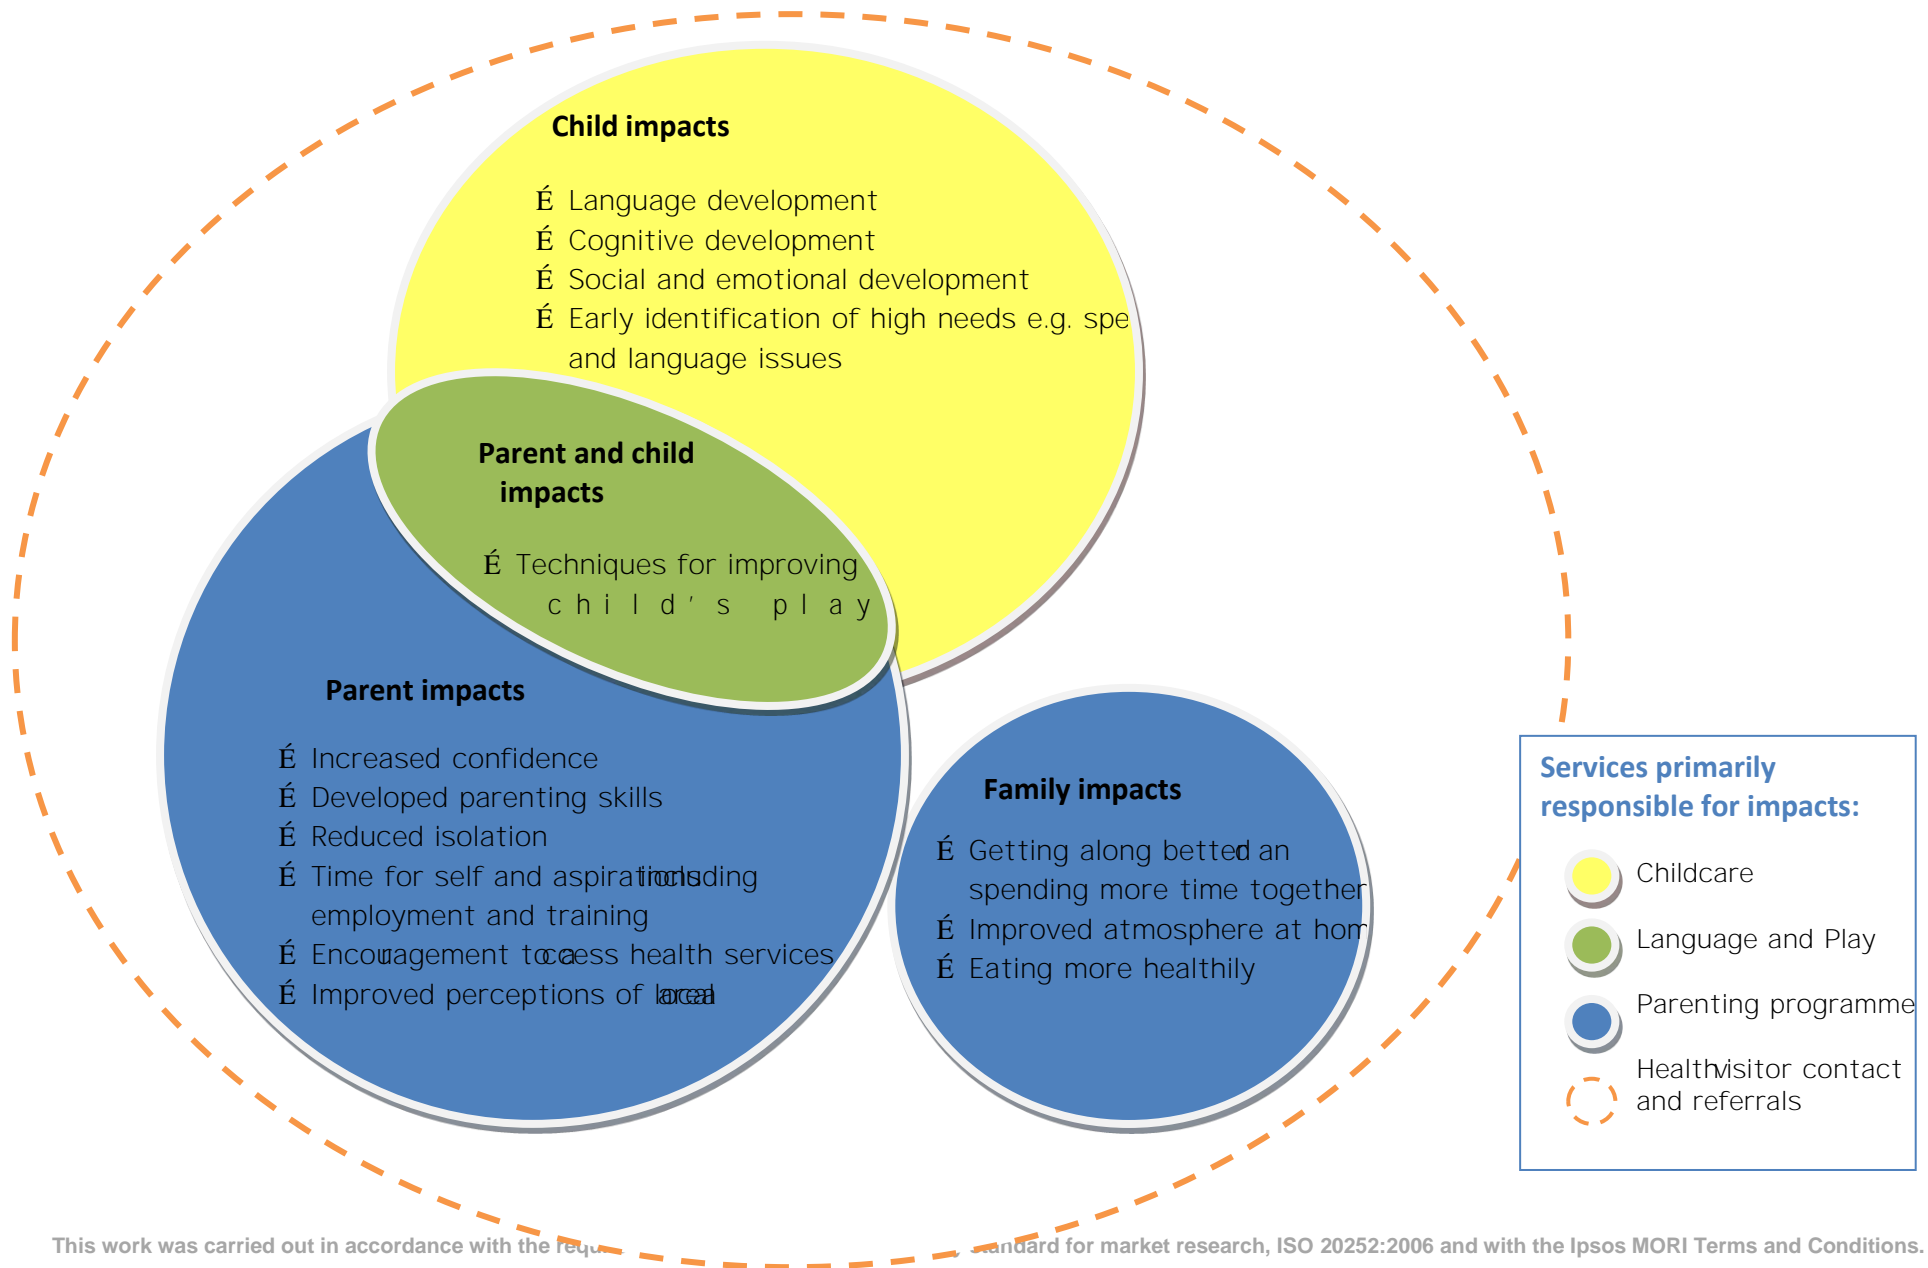 Child impacts
É Language development
É Cognitive development
É Social and emotional development
É Early identification of high needs e.g. spe
and language issues
Parent and child
impacts
É Techniques for improving
child's play
Parent impacts
É Increased confidence
É Developed parenting skills
É Reduced isolation
É Time for self and aspirations including
employment and training
É Encouragement to access health services
É Improved perceptions of local area
Family impacts
É Getting along better an
spending more time together
É Improved atmosphere at hom
É Eating more healthily
Services primarily
responsible for impacts:
Childcare
Language and Play
Parenting programme
Health visitor contact
and referrals
This work was carried out in accordance with the standard for market research, ISO 20252:2006 and with the Ipsos MORI Terms and Conditions.